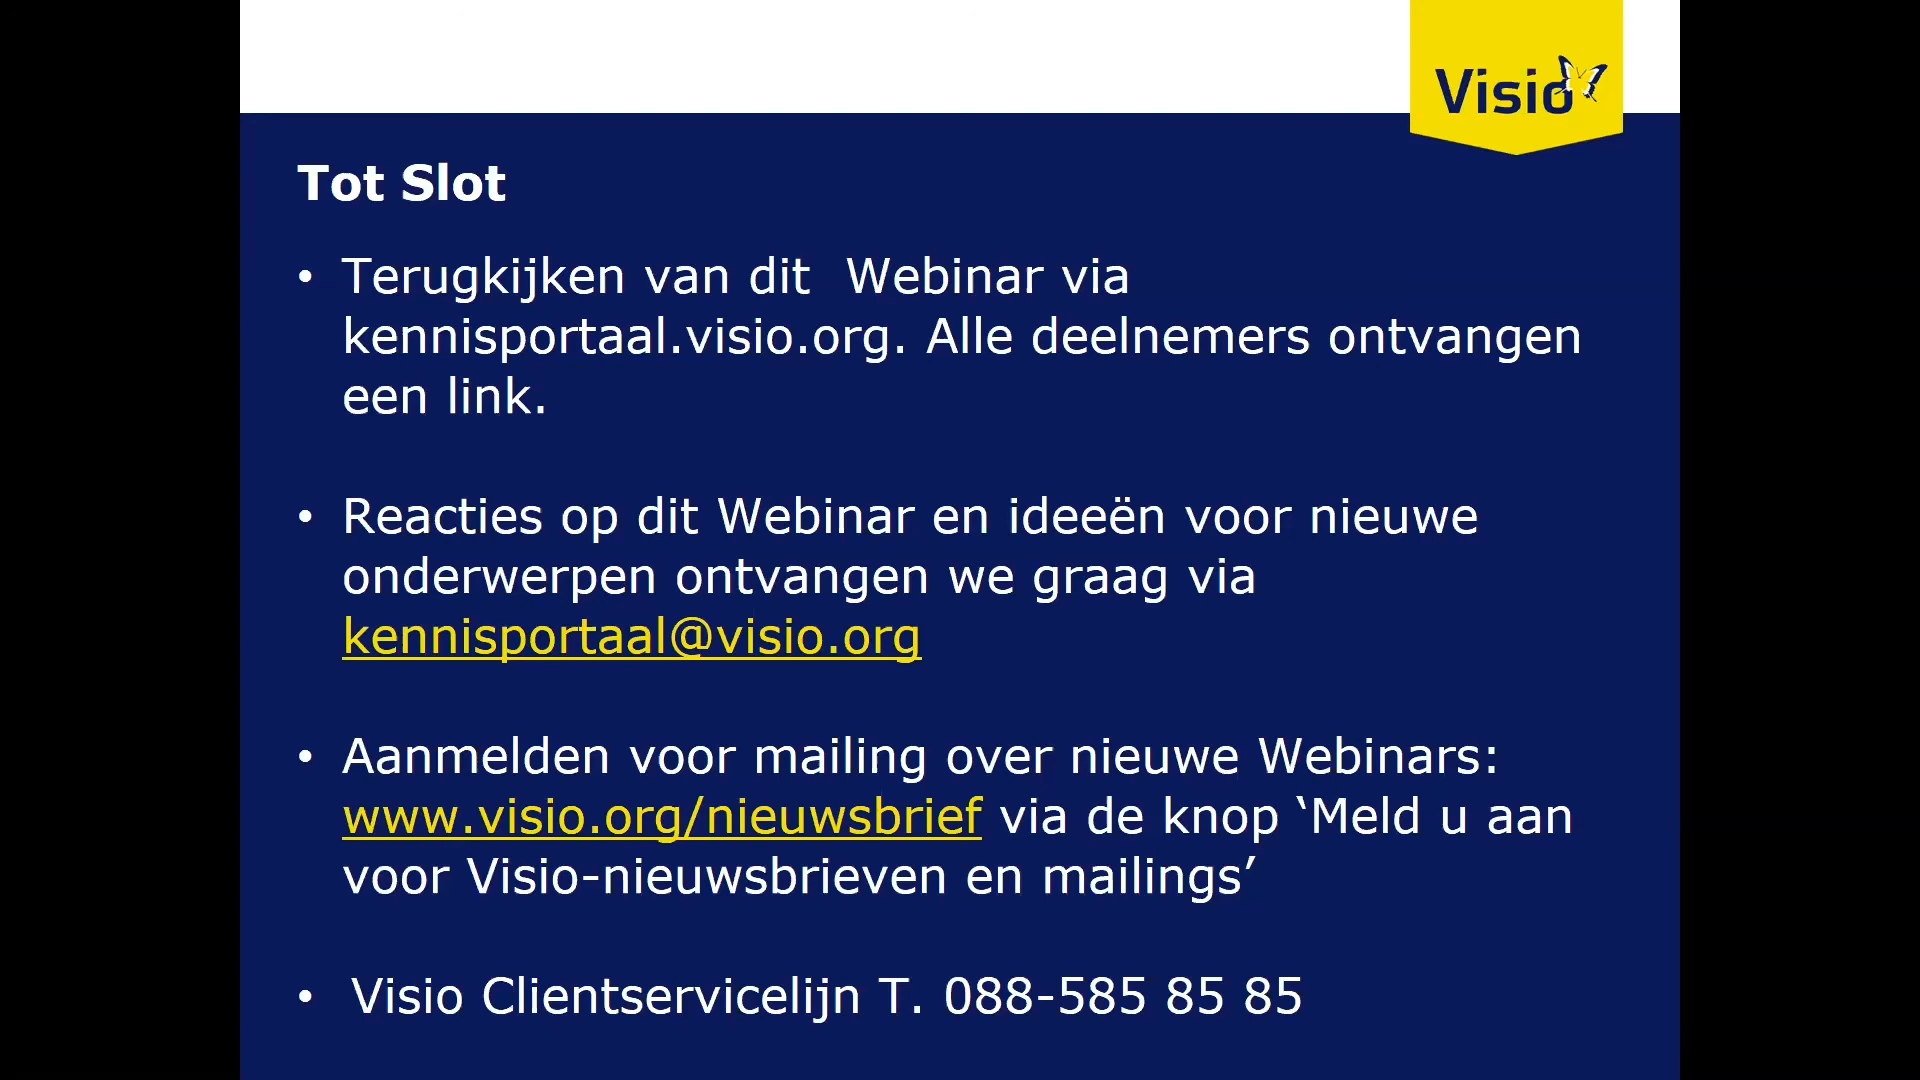 Visio
Tot Slot
• Terugkijken van dit  Webinar via
kennisportaal.visio.org. Alle deelnemers ontvangen
een link.
• Reacties op dit Webinar en ideeën voor nieuwe
onderwerpen ontvangen we graag via
kennisportaal@visio.org
• Aanmelden voor mailing over nieuwe Webinars:
www.visio.org/nieuwsbrief via de knop ‘Meld u aan
voor Visio-nieuwsbrieven en mailings’
• Visio Clientservicelijn T. 088-585 85 85